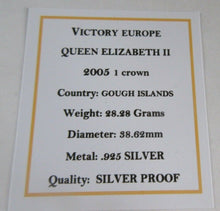 VICTORY EUROPE
QUEEN ELIZABETH II
2005 1 crown
Country: GOUGH ISLANDS
Weight: 28.28 Grams
Diameter: 38.62mm
Metal: .925 SILVER
Quality: SILVER PROOF